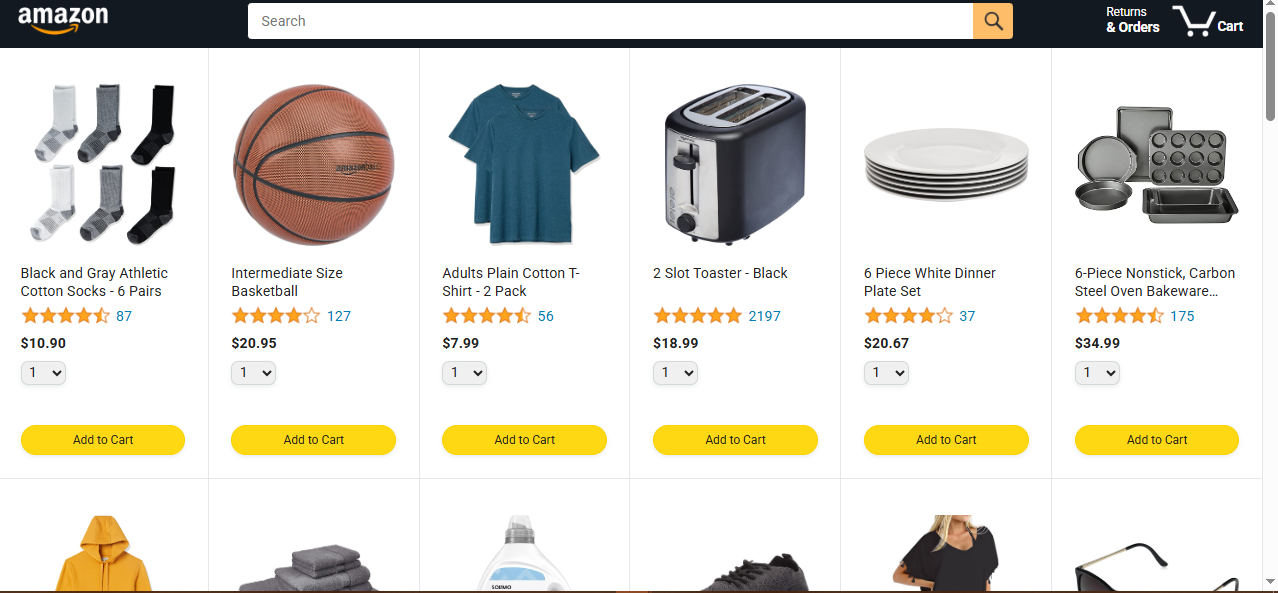 amazon
Search
Returns
& Orders
Cart
Black and Gray Athletic
Cotton Socks - 6 Pairs
87
$10.90
1
Add to Cart
amazon
Intermediate Size
Basketball
127
$20.95
1
Add to Cart
Adults Plain Cotton T-
Shirt - 2 Pack
56
$7.99
1
Add to Cart
2 Slot Toaster - Black
2197
$18.99
1
Add to Cart
6 Piece White Dinner
Plate Set
37
$20.67
1
Add to Cart
6-Piece Nonstick, Carbon
Steel Oven Bakeware...
175
$34.99
1
Add to Cart
SOLIMO